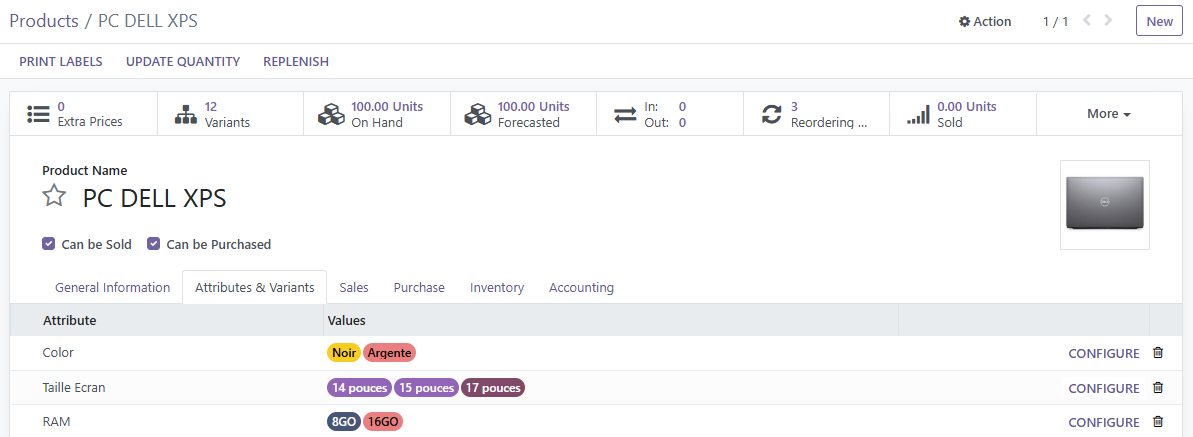 Products / PC DELL XPS
Action
1 / 1
New
PRINT LABELS UPDATE QUANTITY REPLENISH
0
Extra Prices
12
Variants
100.00 Units
On Hand
100.00 Units
Forecasted
In: 0
Out: 0
3
Reordering ...
0.00 Units
Sold
More
Product Name
PC DELL XPS
Can be Sold Can be Purchased
General Information Attributes & Variants Sales Purchase Inventory Accounting
Attribute Values
Color Noir Argente CONFIGURE
Taille Ecran 14 pouces 15 pouces 17 pouces CONFIGURE
RAM 8GO 16GO CONFIGURE